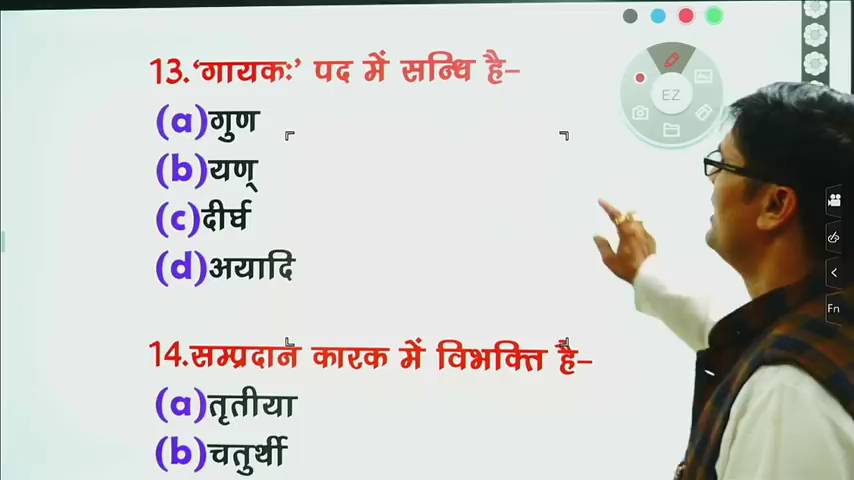 13.‘गायकः’ पद में सन्धि है–
(a)गुण
(b)यण्
(c)दीर्घ
(d)अयादि
14.सम्प्रदान कारक में विभक्ति है–
(a)तृतीया
(b)चतुर्थी
EZ
Fn